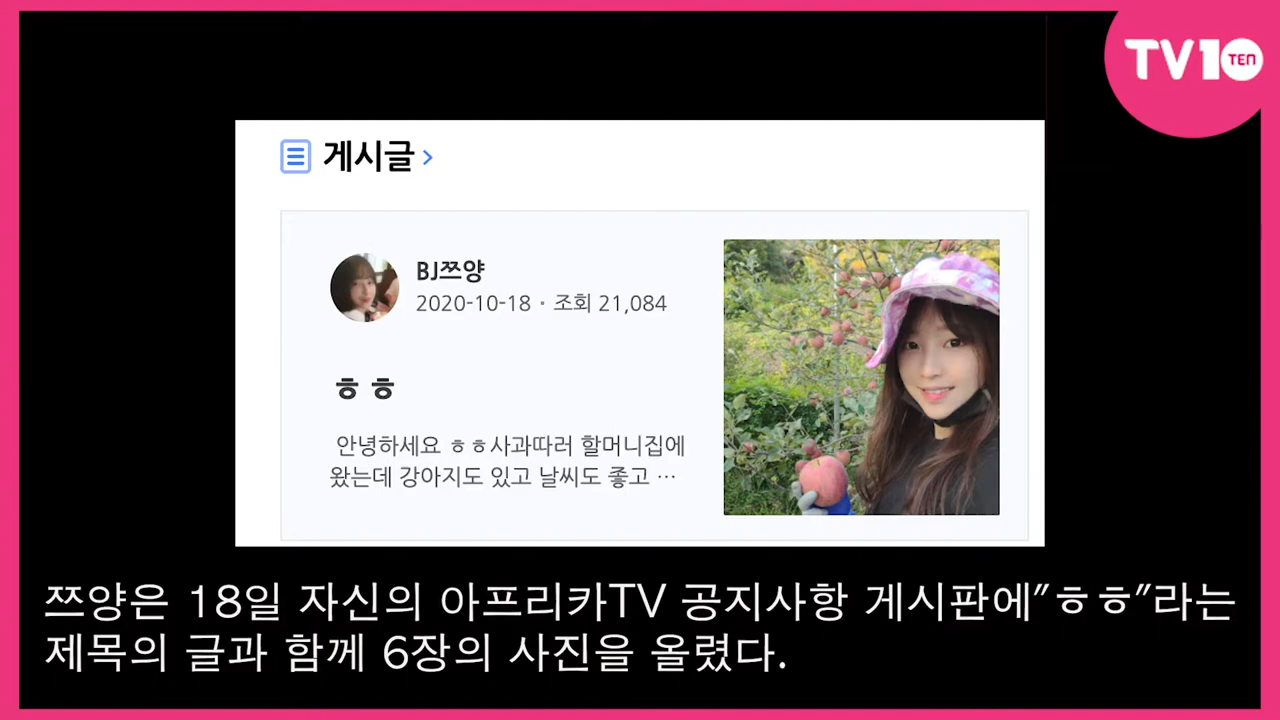 TV10
TEN
게시글 >
BJ쯔양
2020-10-18 · 조회 21,084
ㅎㅎ
안녕하세요 ㅎㅎ사과따러 할머니집에
왔는데 강아지도 있고 날씨도 좋고 …
쯔양은 18일 자신의 아프리카TV 공지사항 게시판에"ㅎㅎ"라는
제목의 글과 함께 6장의 사진을 올렸다.